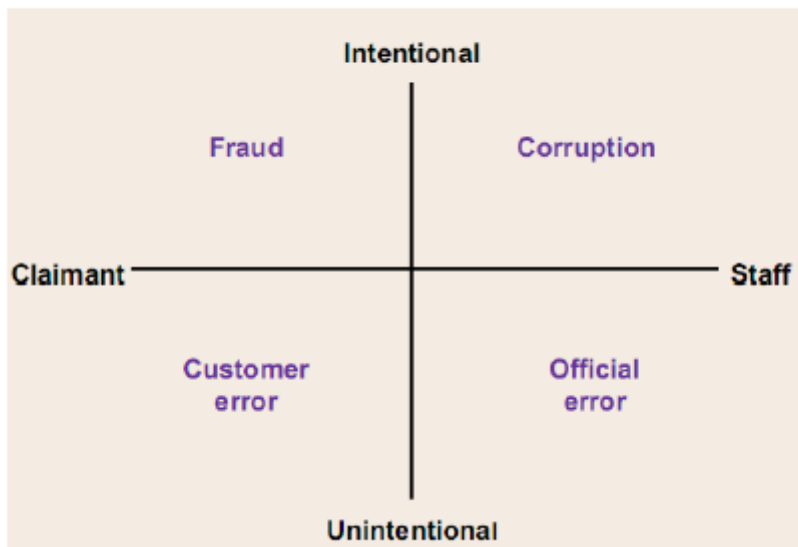 Intentional
Fraud
Corruption
Claimant
Staff
Customer
error
Official
error
Unintentional